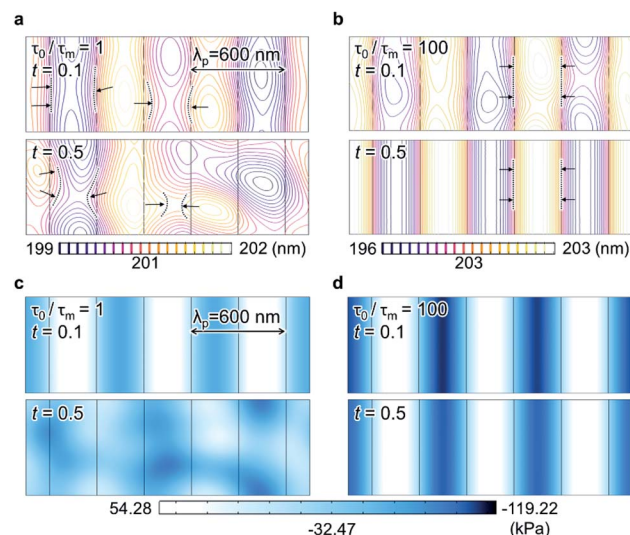 a
τ₀ / τₘ = 1
t = 0.1
λₚ=600 nm
t = 0.5
199
202 (nm)
201
b
τ₀ / τₘ = 100
t = 0.1
t = 0.5
196
203 (nm)
203
c
τ₀ / τₘ = 1
t = 0.1
λₚ=600 nm
t = 0.5
d
τ₀ / τₘ = 100
t = 0.1
t = 0.5
54.28
-119.22
-32.47
(kPa)